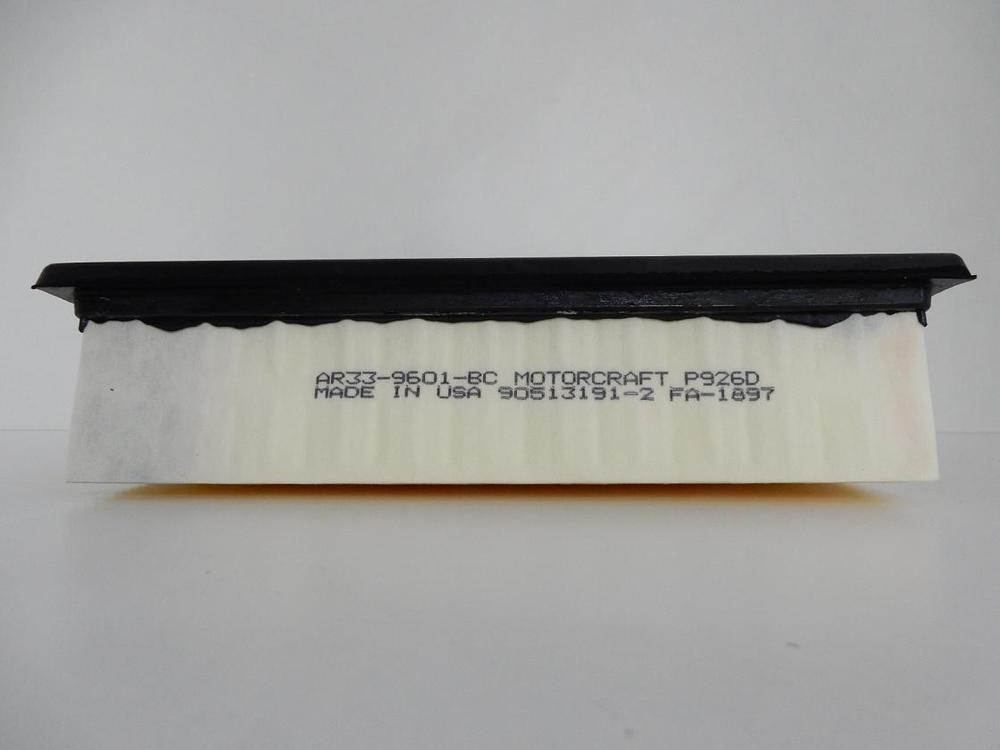 AR33-9601-BC MOTORCRAFT P926D
MADE IN USA 90513191-2 FA-1897